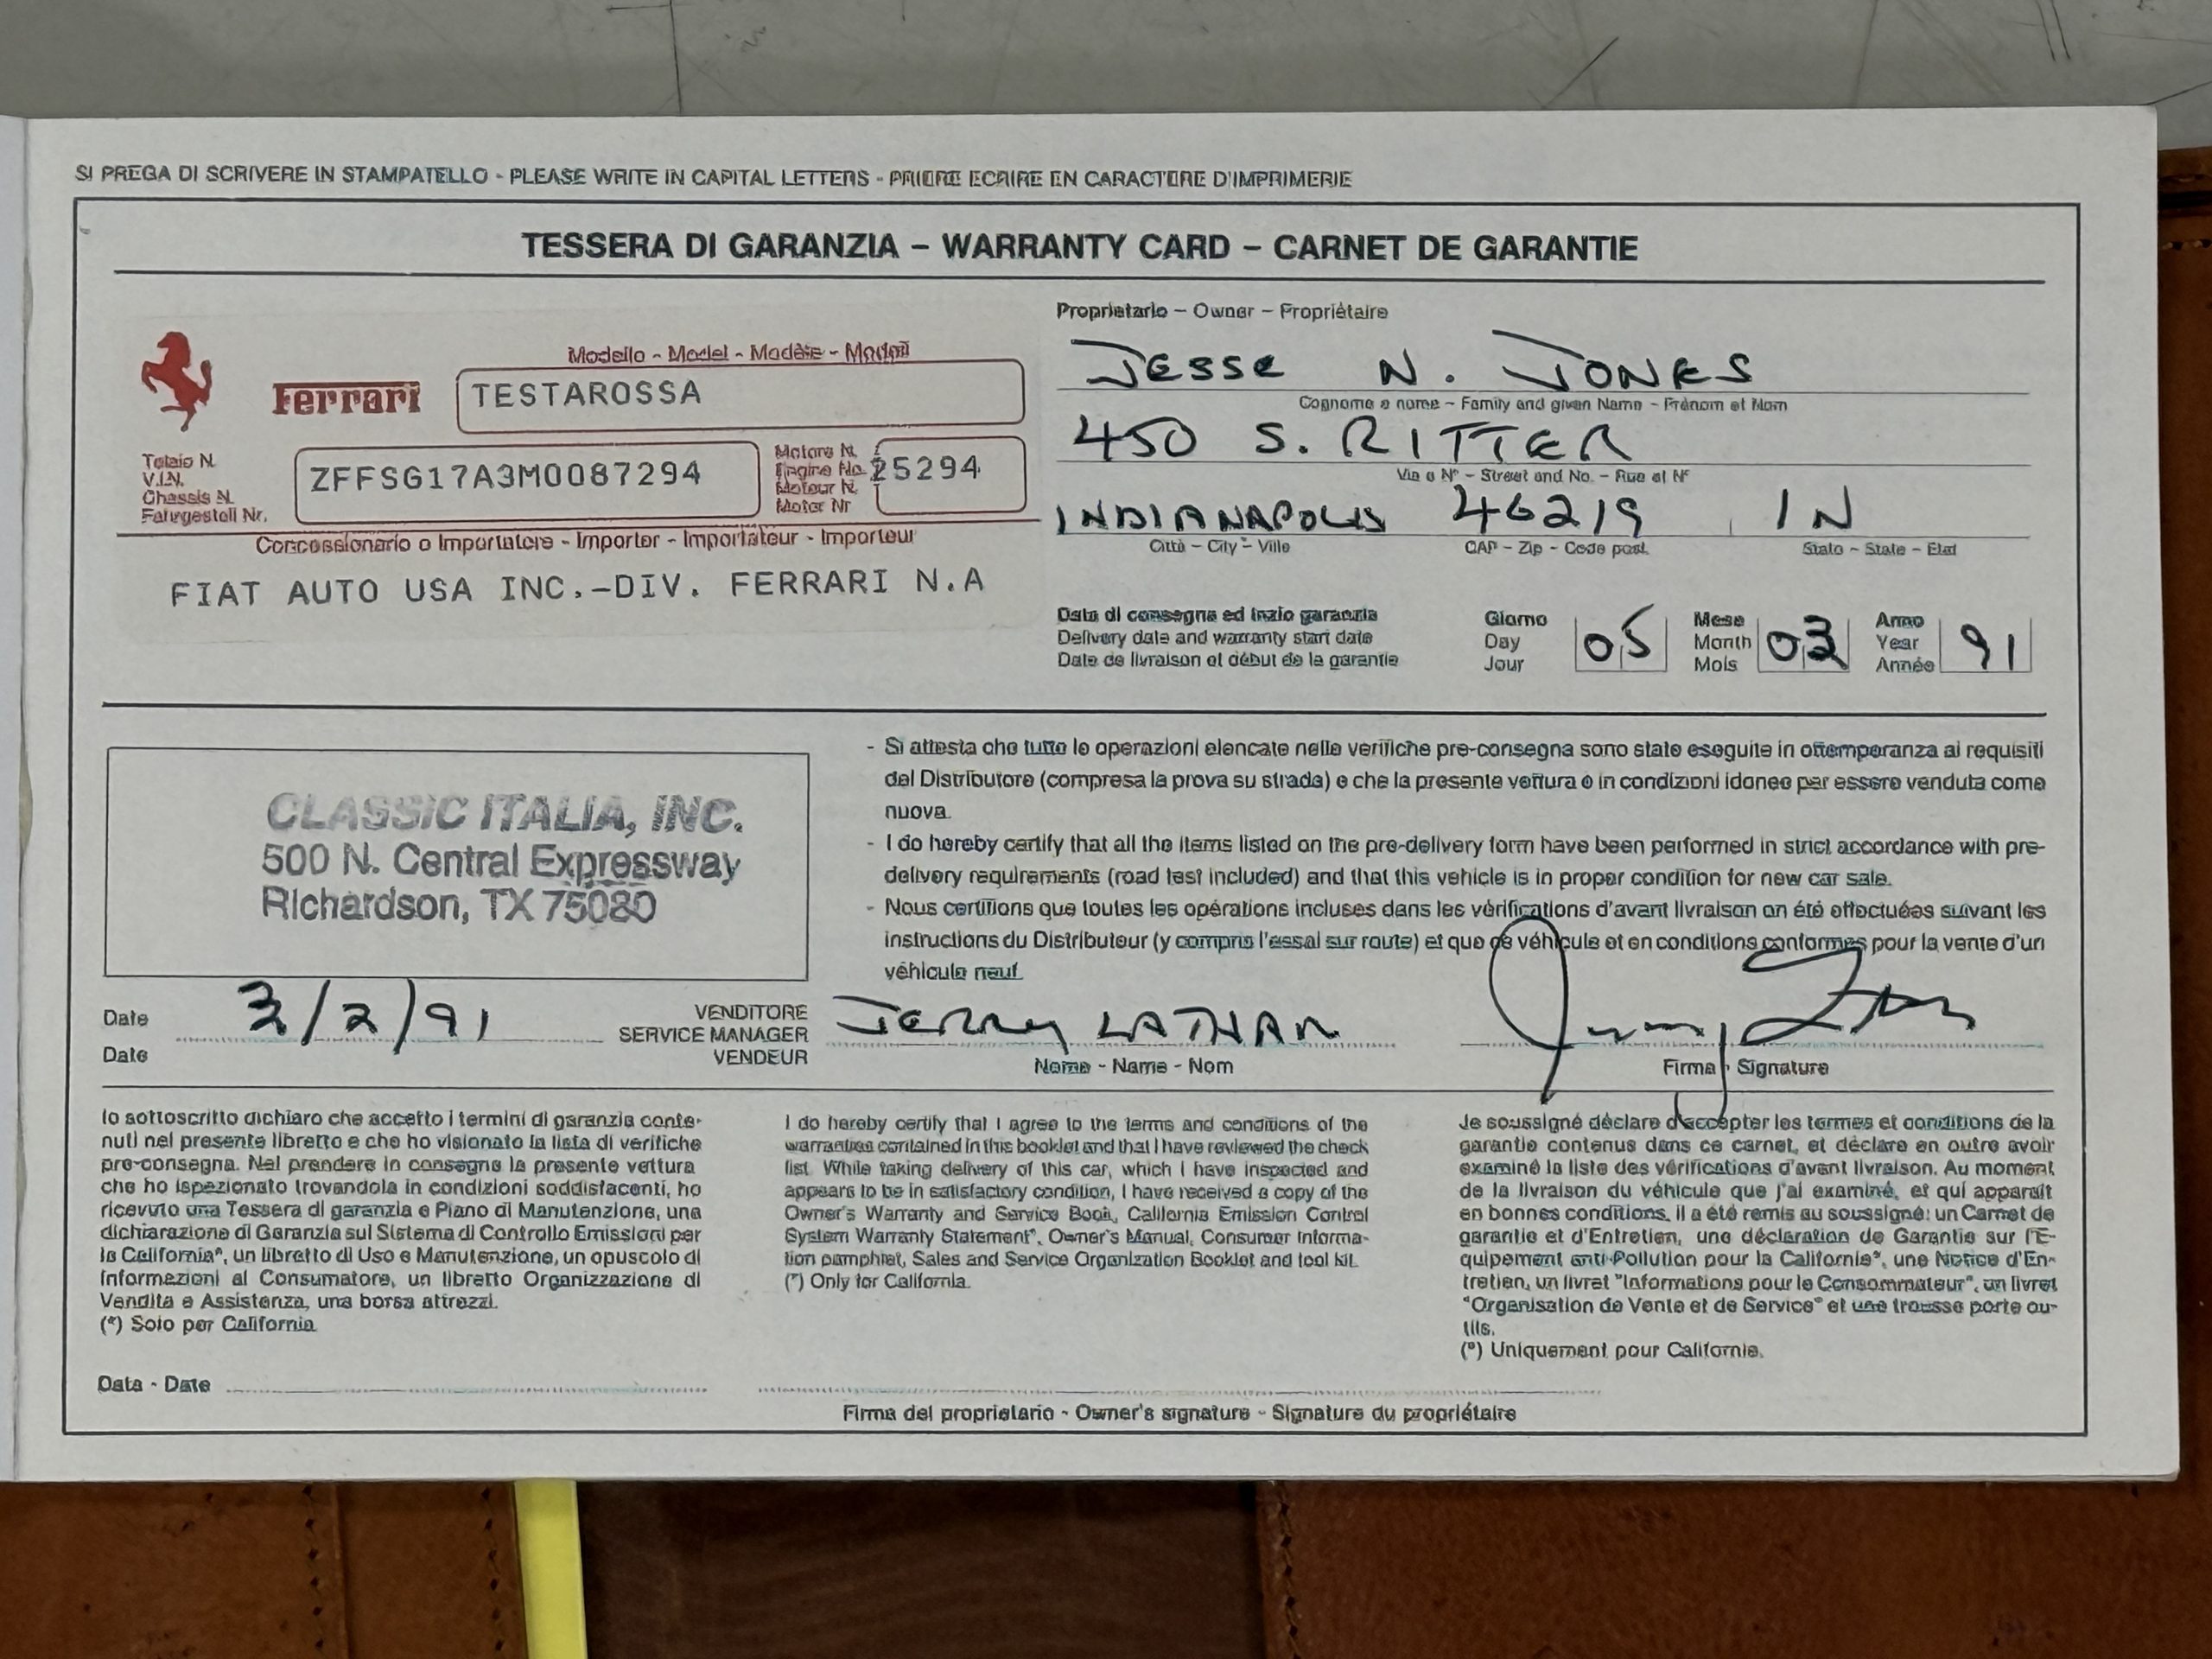 SI PREGA DI SCRIVERE IN STAMPATELLO - PLEASE WRITE IN CAPITAL LETTERS - PRIERE ECRIRE EN CARACTERE D'IMPRIMERIE
TESSERA DI GARANZIA – WARRANTY CARD – CARNET DE GARANTIE
Modello - Model - Modèle -
Ferrari
TESTAROSSA
Telaio N.
V.I.N.
Chassis N.
Fahrgestell Nr.
ZFFSG17A3M0087294
Motore N.
Engine No.
Moteur N.
Motor Nr
25294
Concessionario o Importatore - Importer - Importateur - Importeur
FIAT AUTO USA INC.-DIV. FERRARI N.A
Proprietario – Owner – Propriétaire
JESSE N. JONES
Cognome e nome – Family and given Name – Prénom et Nom
450 S. RITTER
Via e N° – Street and No. – Rue et N°
INDIANAPOLIS 46219 IN
Città – City – Ville CAP – Zip – Code post. Stato – State – Etat
Data di consegna ed inizio garanzia
Delivery date and warranty start date
Date de livraison et début de la garantie
Giorno
Day
Jour
05
Mese
Month
Mois
03
Anno
Year
Année
91
CLASSIC ITALIA, INC.
500 N. Central Expressway
Richardson, TX 75080
- Si attesta che tutte le operazioni elencate nelle verifiche pre-consegna sono state eseguite in ottemperanza ai requisiti
del Distributore (compresa la prova su strada) e che la presente vettura è in condizioni idonee per essere venduta come
nuova.
- I do hereby certify that all the items listed on the pre-delivery form have been performed in strict accordance with pre-
delivery requirements (road test included) and that this vehicle is in proper condition for new car sale.
- Nous certifions que toutes les opérations incluses dans les vérifications d'avant livraison on été effectuées suivant les
instructions du Distributeur (y compris l'essai sur route) et que ce véhicule et en conditions conformes pour la vente d'un
véhicule neuf.
Date
Date
3/2/91
VENDITORE
SERVICE MANAGER
VENDEUR
JERRY LATHAM
Nome - Name - Nom
Firma - Signature
Io sottoscritto dichiaro che accetto i termini di garanzia conte-
nuti nel presente libretto e che ho visionato la lista di verifiche
pre-consegna. Nel prendere in consegna la presente vettura
che ho ispezionato trovandola in condizioni soddisfacenti, ho
ricevuto una Tessera di garanzia e Piano di Manutenzione, una
dichiarazione di Garanzia sul Sistema di Controllo Emissioni per
la California*, un libretto di Uso e Manutenzione, un opuscolo di
Informazioni al Consumatore, un libretto Organizzazione di
Vendita e Assistenza, una borsa attrezzi.
(*) Solo per California
I do hereby certify that I agree to the terms and conditions of the
warranties contained in this booklet and that I have reviewed the check
list. While taking delivery of this car, which I have inspected and
appears to be in satisfactory condition, I have received a copy of the
Owner's Warranty and Service Book, California Emission Control
System Warranty Statement*, Owner's Manual, Consumer Informa-
tion pamphlet, Sales and Service Organization Booklet and tool kit.
(*) Only for California.
Je soussigné déclare d'accepter les termes et conditions de la
garantie contenus dans ce carnet, et déclare en outre avoir
examiné la liste des vérifications d'avant livraison. Au moment
de la livraison du véhicule que j'ai examiné, et qui apparaît
en bonnes conditions, il a été remis au soussigné: un Carnet de
garantie et d'Entretien, une déclaration de Garantie sur l'E-
quipement anti-Pollution pour la Californie*, une Notice d'En-
tretien, un livret "Informations pour le Consommateur", un livret
"Organisation de Vente et de Service" et une trousse porte ou-
tils.
(*) Uniquement pour Californie.
Data - Date
Firma del proprietario - Owner's signature - Signature du propriétaire